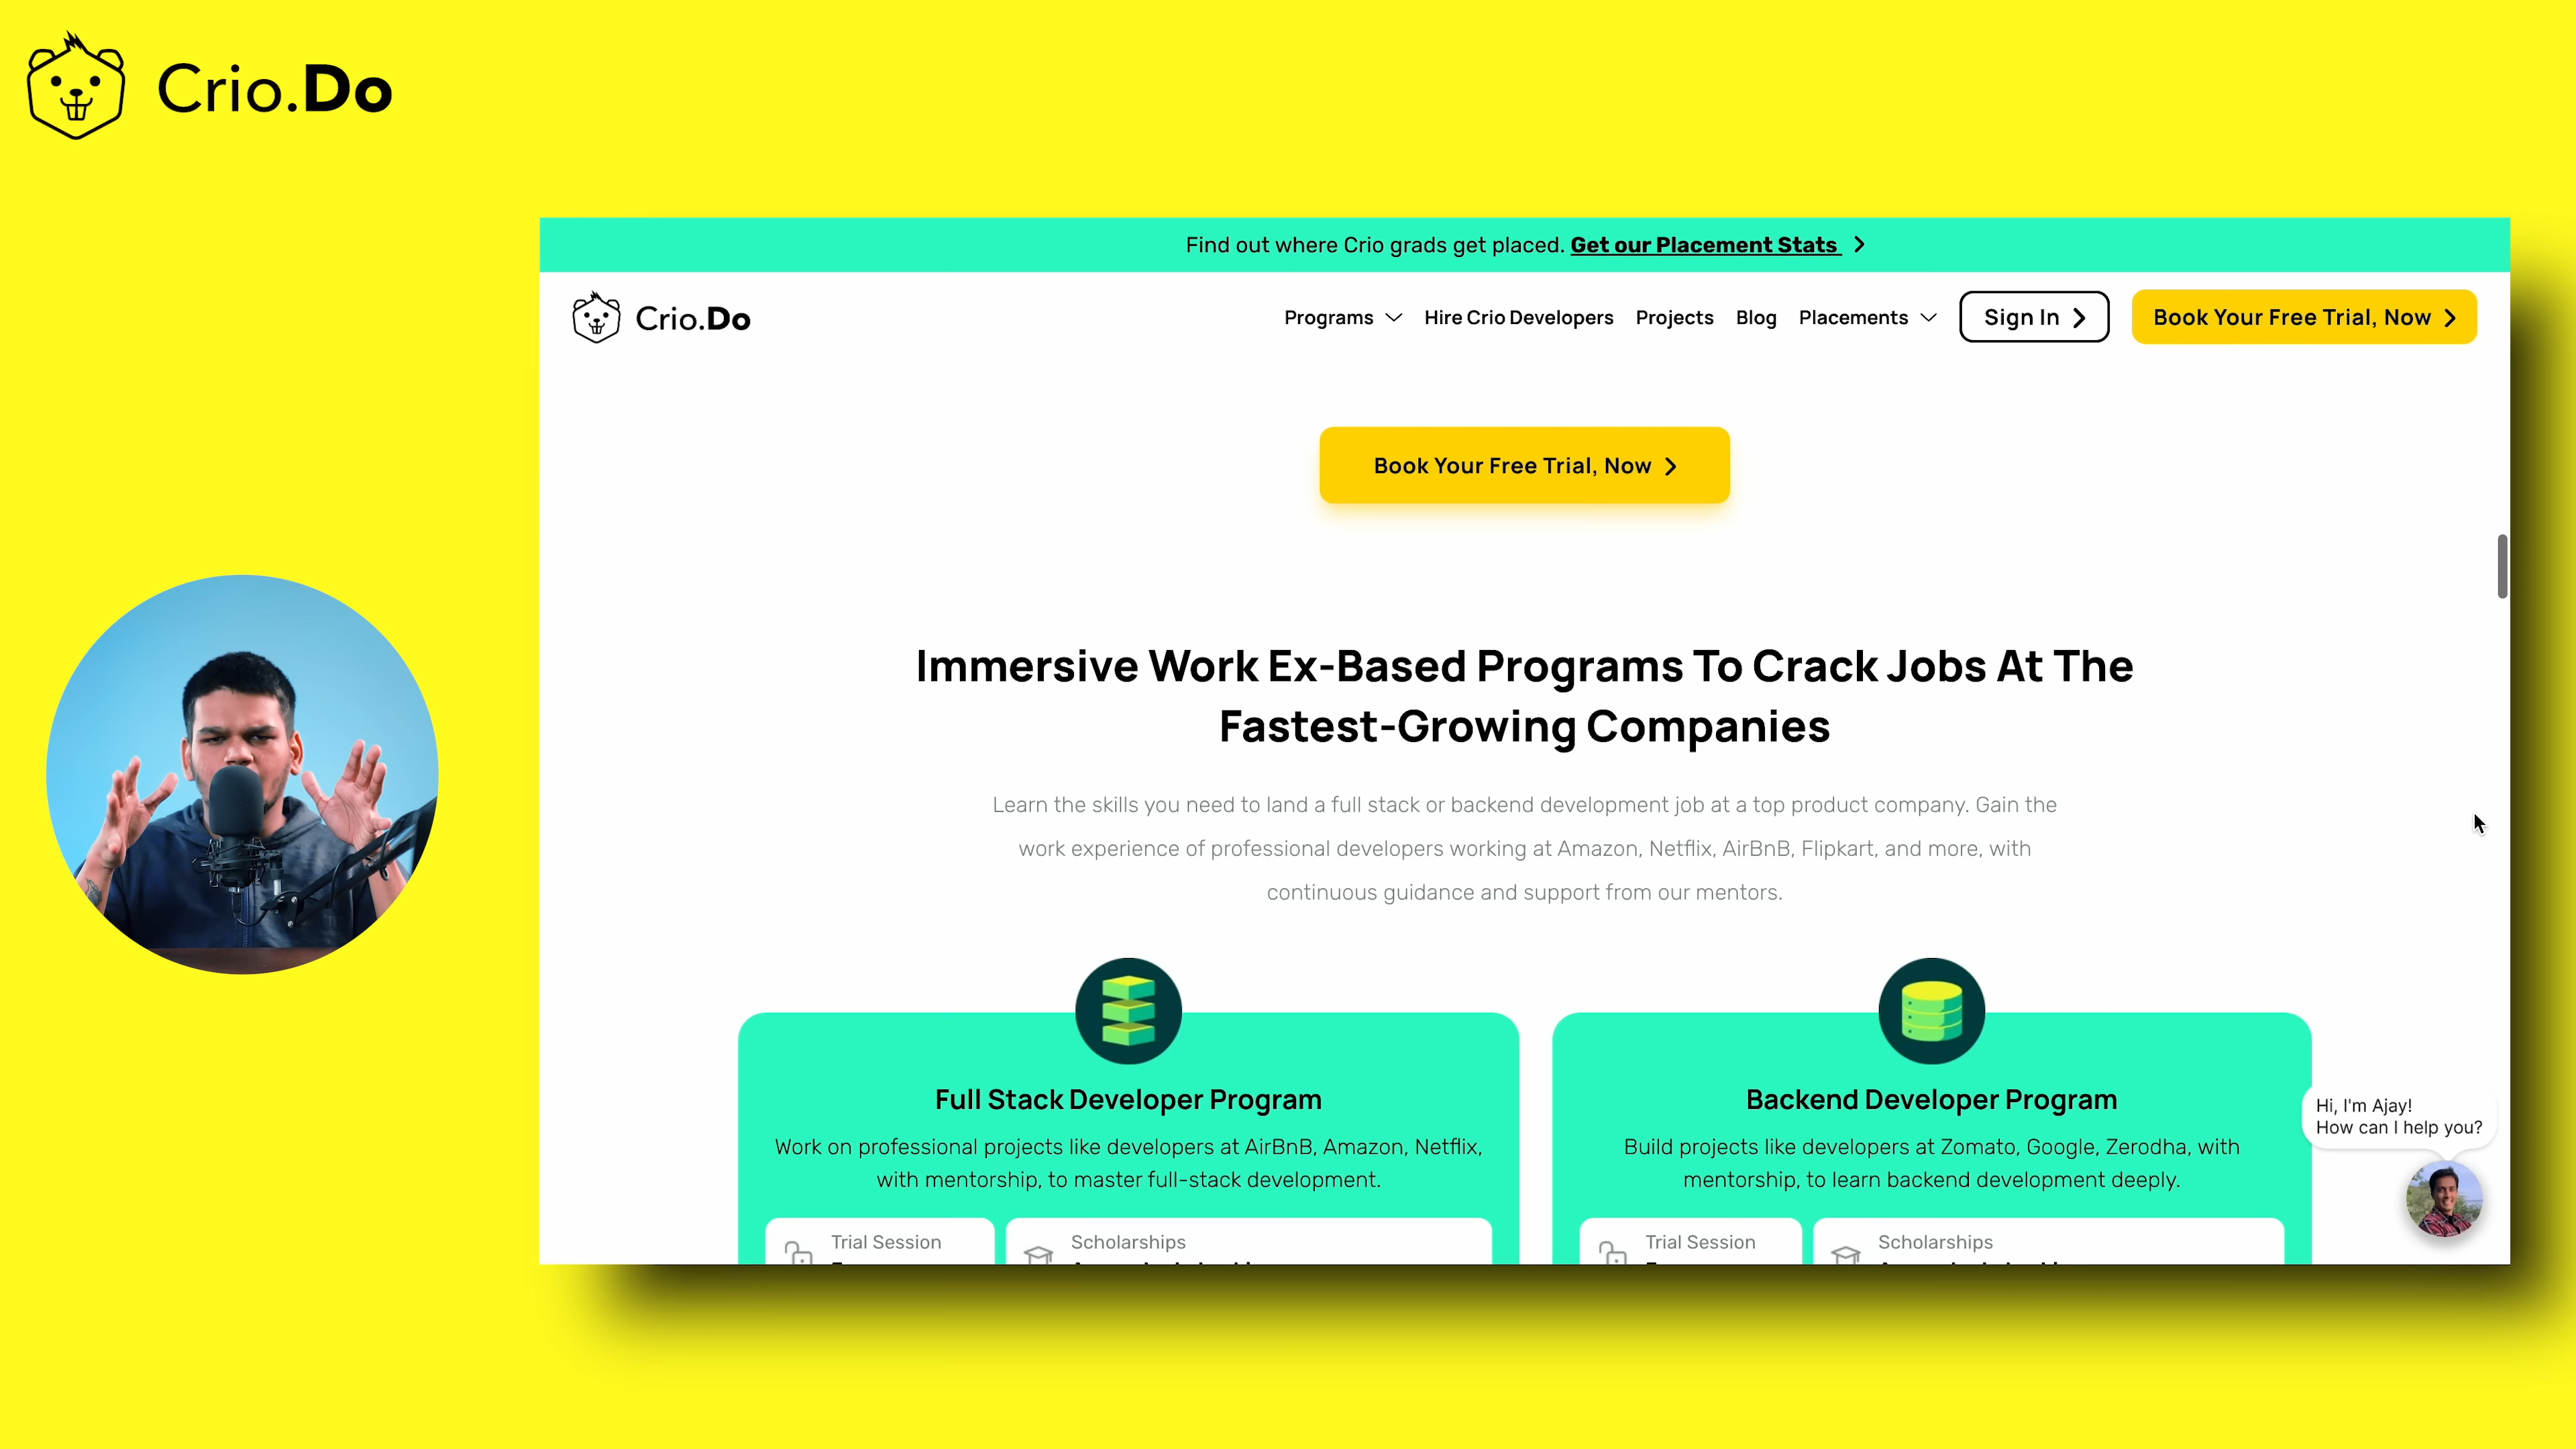 Crio.Do
Find out where Crio grads get placed. Get our Placement Stats
Crio.Do
Programs
Hire Crio Developers
Projects
Blog
Placements
Sign In
Book Your Free Trial, Now
Book Your Free Trial, Now
Immersive Work Ex-Based Programs To Crack Jobs At The
Fastest-Growing Companies
Learn the skills you need to land a full stack or backend development job at a top product company. Gain the
work experience of professional developers working at Amazon, Netflix, AirBnB, Flipkart, and more, with
continuous guidance and support from our mentors.
Full Stack Developer Program
Work on professional projects like developers at AirBnB, Amazon, Netflix,
with mentorship, to master full-stack development.
Trial Session
Scholarships
Backend Developer Program
Build projects like developers at Zomato, Google, Zerodha, with
mentorship, to learn backend development deeply.
Trial Session
Scholarships
Hi, I'm Ajay!
How can I help you?